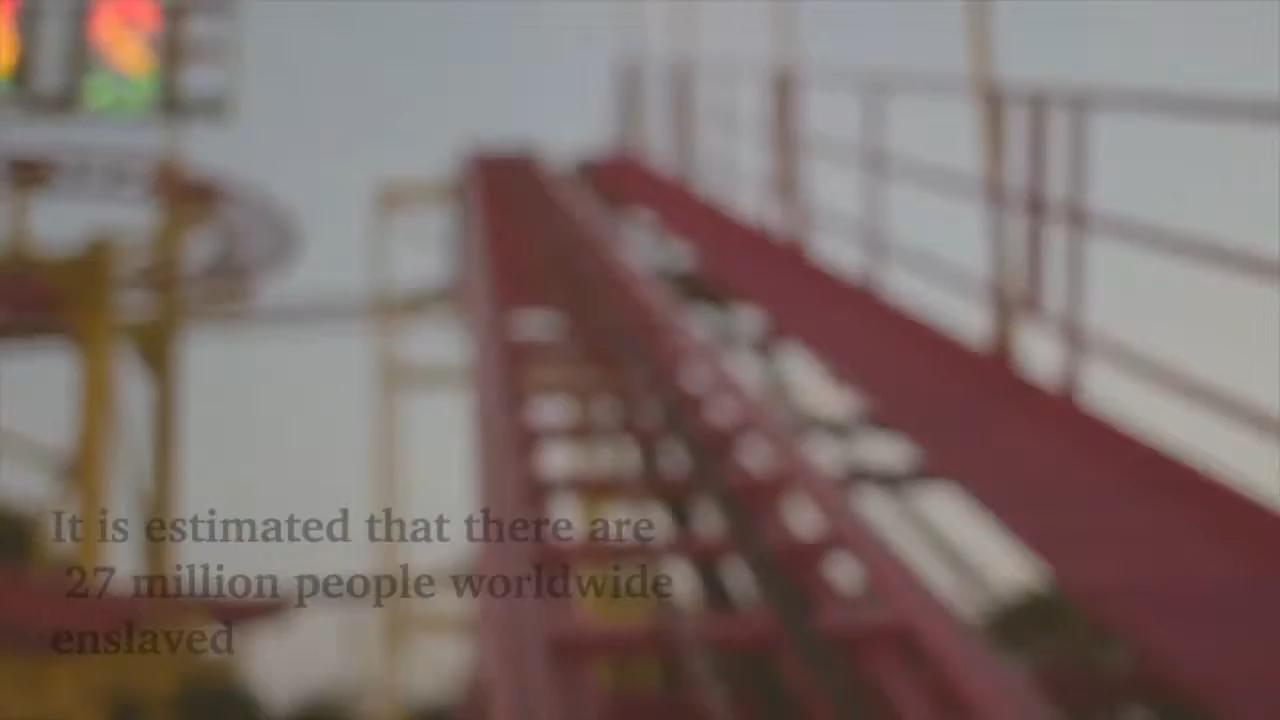 It is estimated that there are
27 million people worldwide
enslaved